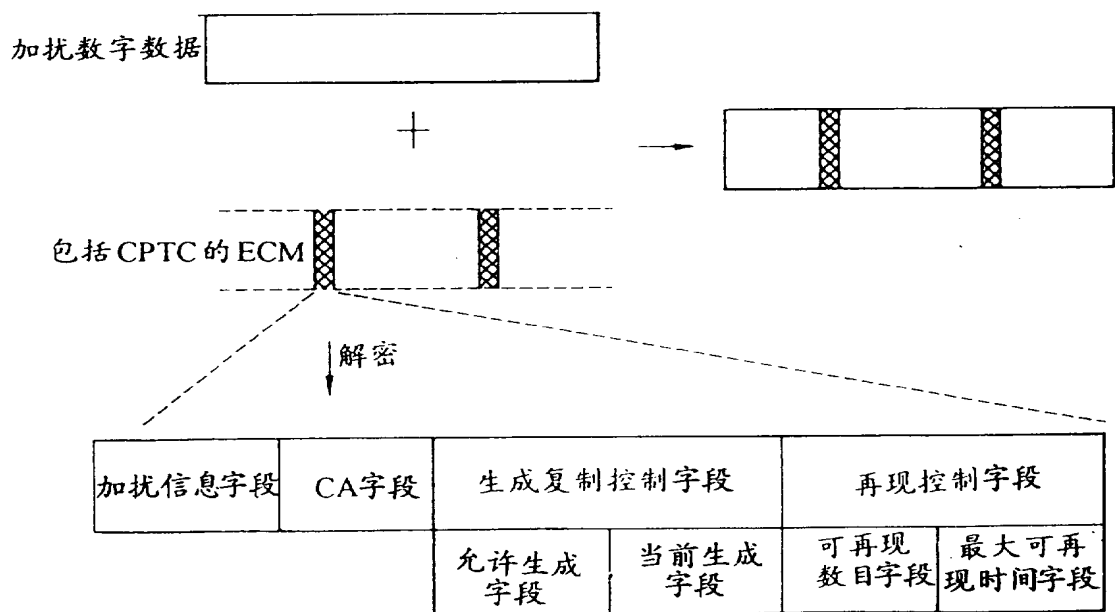 加扰数字数据
包括CPTC的ECM
解密
加扰信息字段
CA字段
生成复制控制字段
再现控制字段
允许生成
字段
当前生成
字段
可再现
数目字段
最大可再
现时间字段